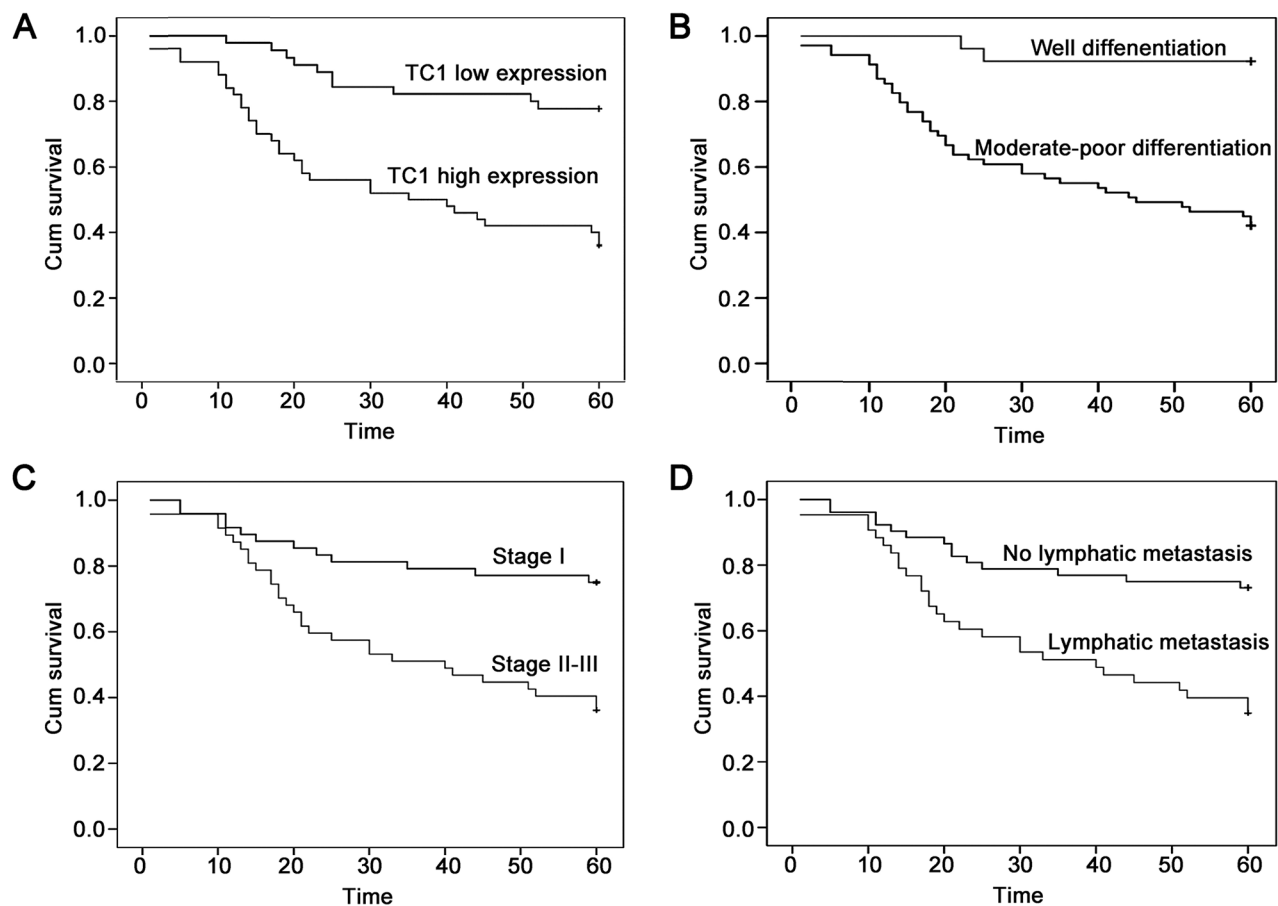 A
1.0
0.8
0.6
0.4
0.2
0.0
Cum survival
TC1 low expression
TC1 high expression
0 10 20 30 40 50 60
Time
B
1.0
0.8
0.6
0.4
0.2
0.0
Cum survival
Well diffenentiation
Moderate-poor differentiation
0 10 20 30 40 50 60
Time
C
1.0
0.8
0.6
0.4
0.2
0.0
Cum survival
Stage I
Stage II-III
0 10 20 30 40 50 60
Time
D
1.0
0.8
0.6
0.4
0.2
0.0
Cum survival
No lymphatic metastasis
Lymphatic metastasis
0 10 20 30 40 50 60
Time